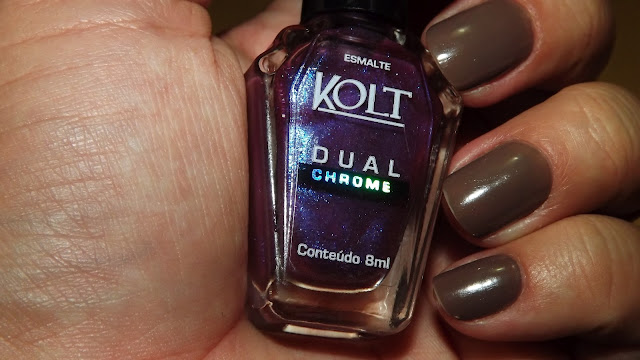 ESMALTE
KOLT
DUAL
CHROME
Conteúdo 8ml